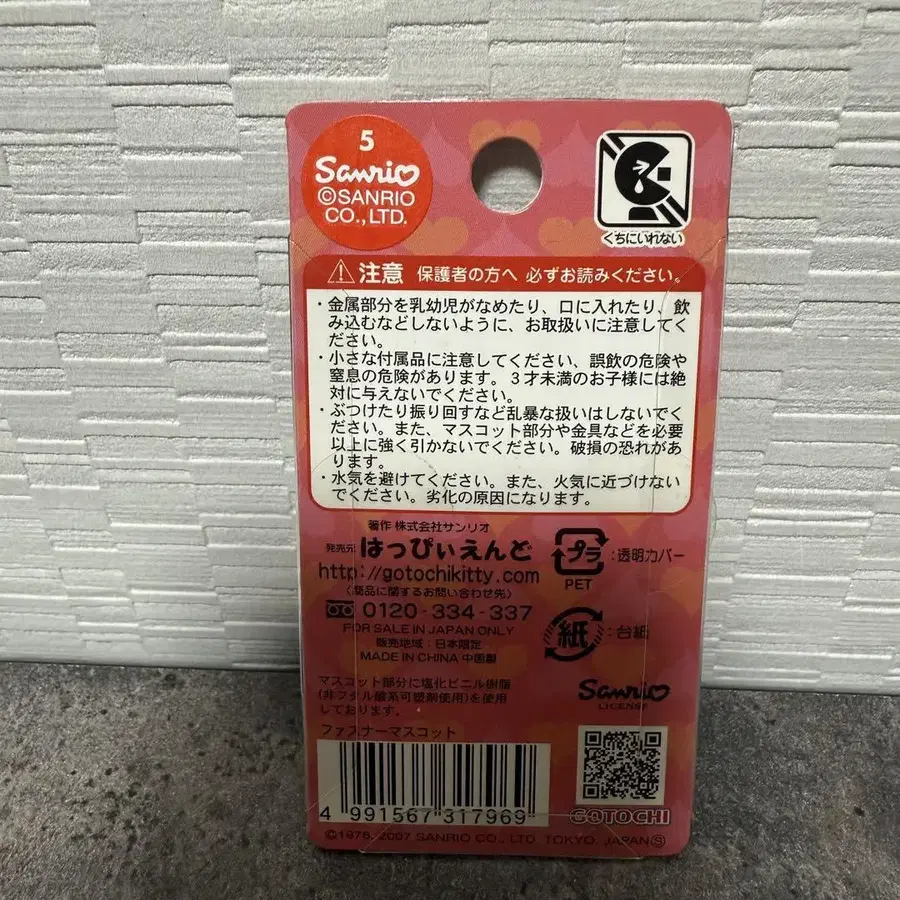 5
Sanrio
©SANRIO
CO., LTD.
くちにいれない
⚠注意 保護者の方へ 必ずお読みください。
・金属部分を乳幼児がなめたり、口に入れたり、飲
み込むなどしないように、お取扱いに注意してく
ださい。
・小さな付属品に注意してください、誤飲の危険や
窒息の危険があります。3才未満のお子様には絶
対に与えないでください。
・ぶつけたり振り回すなど乱暴な扱いはしないでく
ださい。また、マスコット部分や金具などを必要
以上に強く引かないでください。破損の恐れがあ
ります。
・水気を避けてください。また、火気に近づけない
でください。劣化の原因になります。
著作 株式会社サンリオ
発売元 はっぴぃえんど
http://gotochikitty.com
〈商品に関するお問い合わせ先〉
0120-334-337
FOR SALE IN JAPAN ONLY
販売地域：日本限定
MADE IN CHINA 中国製
プラ：透明カバー
PET
紙：台紙
マスコット部分に塩化ビニル樹脂
(非フタル酸系可塑剤使用)を使用
しております。
Sanrio
LICENSE
ファスナーマスコット
4 991567 317969
GOTOCHI
©1976, 2007 SANRIO CO., LTD. TOKYO, JAPAN Ⓢ